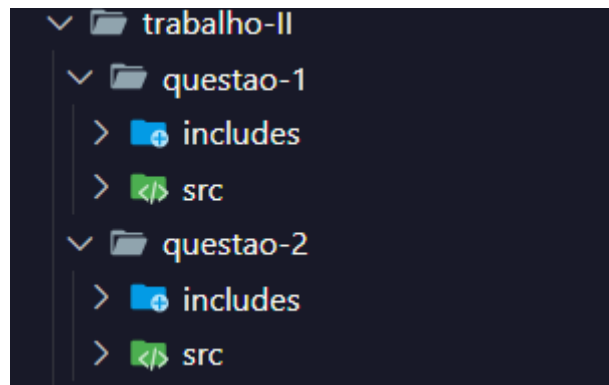 trabalho-II
questao-1
includes
src
questao-2
includes
src